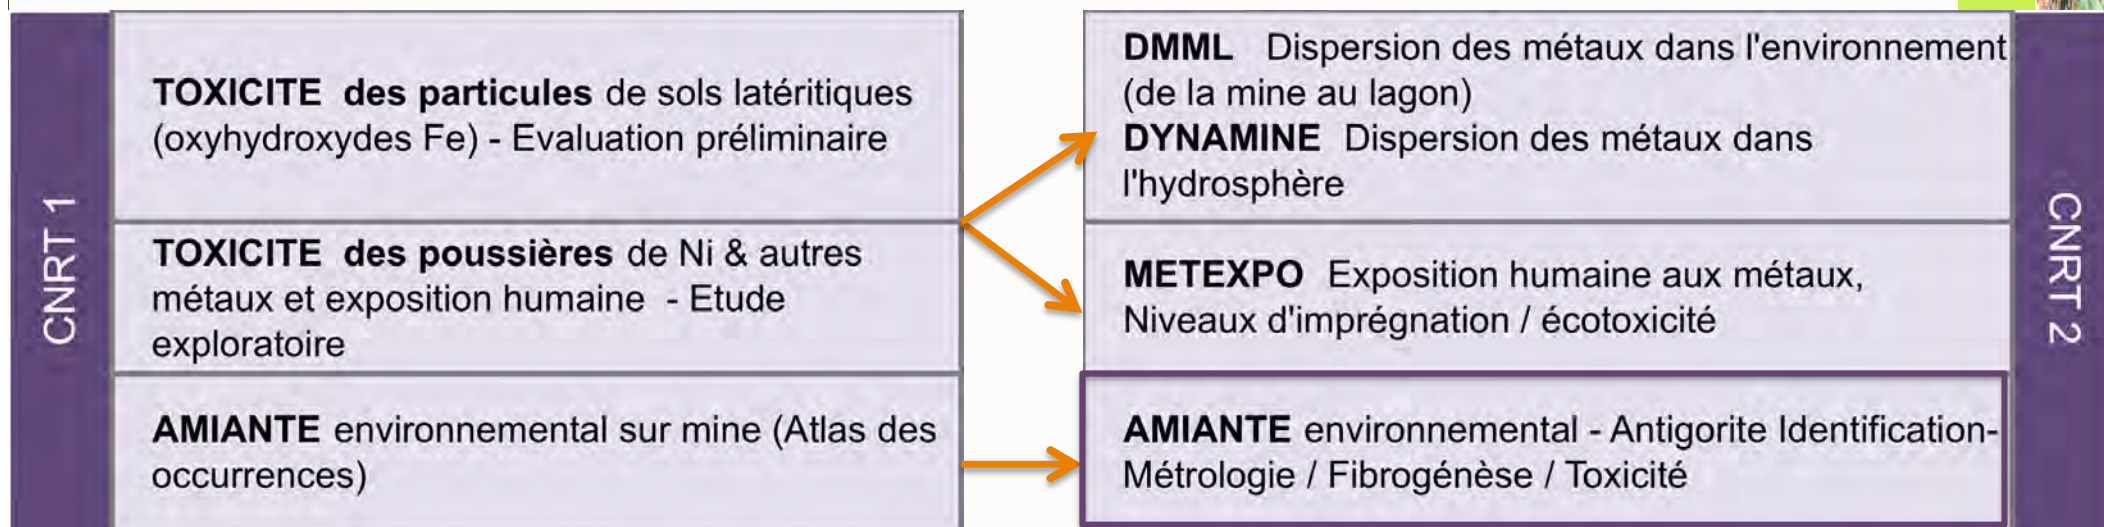 CNRT 1
TOXICITE des particules de sols latéritiques
(oxyhydroxydes Fe) - Evaluation préliminaire
TOXICITE des poussières de Ni & autres
métaux et exposition humaine - Etude
exploratoire
AMIANTE environnemental sur mine (Atlas des
occurrences)
DMML Dispersion des métaux dans l'environnement
(de la mine au lagon)
DYNAMINE Dispersion des métaux dans
l'hydrosphère
METEXPO Exposition humaine aux métaux,
Niveaux d'imprégnation / écotoxicité
AMIANTE environnemental - Antigorite Identification-
Métrologie / Fibrogénèse / Toxicité
CNRT 2